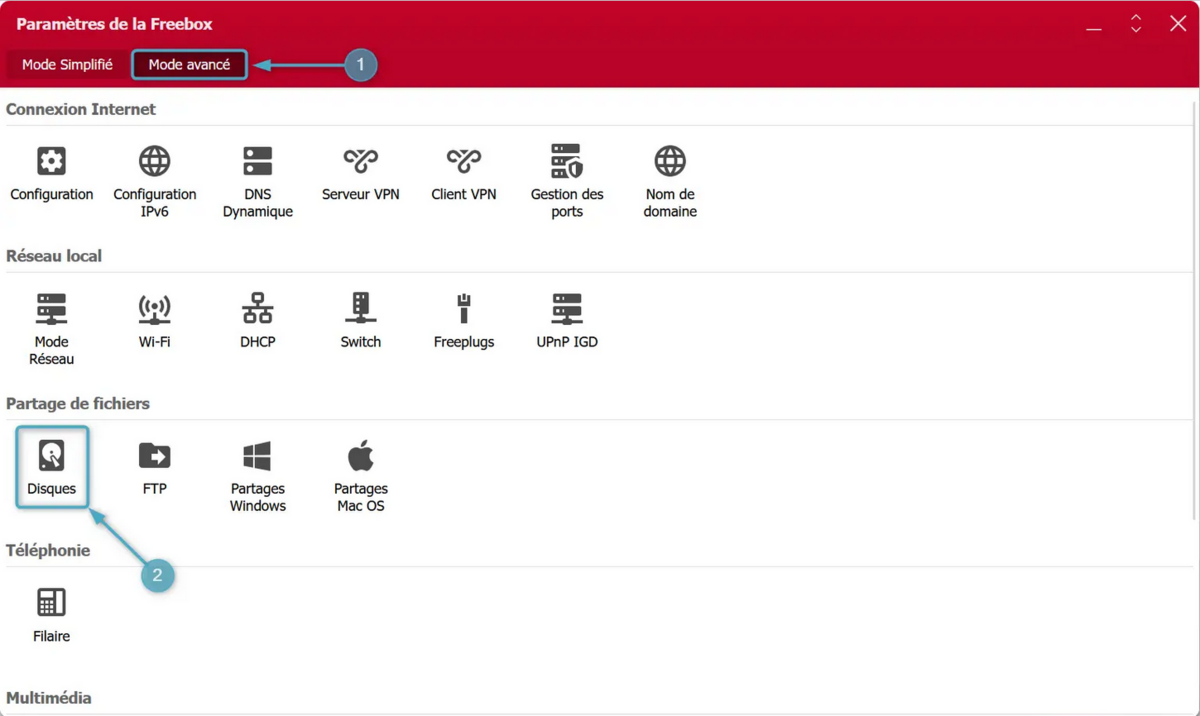 Paramètres de la Freebox
Mode Simplifié
Mode avancé
1
Connexion Internet
Configuration
Configuration
IPv6
DNS
Dynamique
Serveur VPN
Client VPN
Gestion des
ports
Nom de
domaine
Réseau local
Mode
Réseau
Wi-Fi
DHCP
Switch
Freeplugs
UPnP IGD
Partage de fichiers
Disques
FTP
Partages
Windows
Partages
Mac OS
Téléphonie
2
Filaire
Multimédia